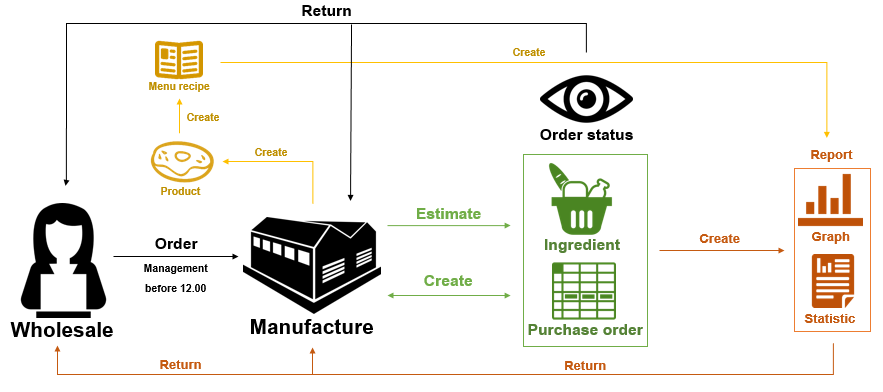 Return
Create
Menu recipe
Create
Order status
Create
Report
Product
Estimate
Ingredient
Graph
Order
Management
before 12.00
Create
Create
Purchase order
Statistic
Wholesale
Manufacture
Return
Return